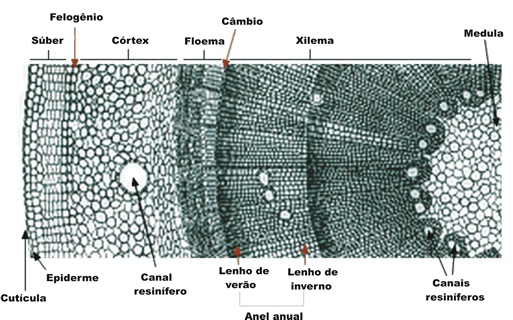 Felogênio
Câmbio
Súber
Córtex
Floema
Xilema
Medula
Epiderme
Cutícula
Canal
resinífero
Lenho de
verão
Lenho de
inverno
Canais
resiníferos
Anel anual